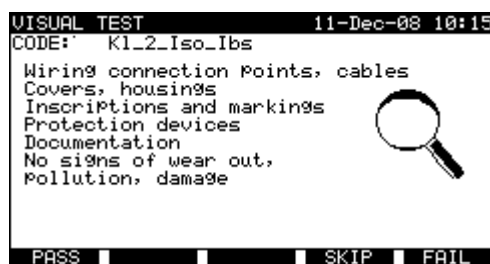 VISUAL TEST 11-Dec-08 10:15
CODE: Kl_2_Iso_Ibs
Wiring connection points, cables
Covers, housings
Inscriptions and markings
Protection devices
Documentation
No signs of wear out,
pollution, damage
PASS SKIP FAIL